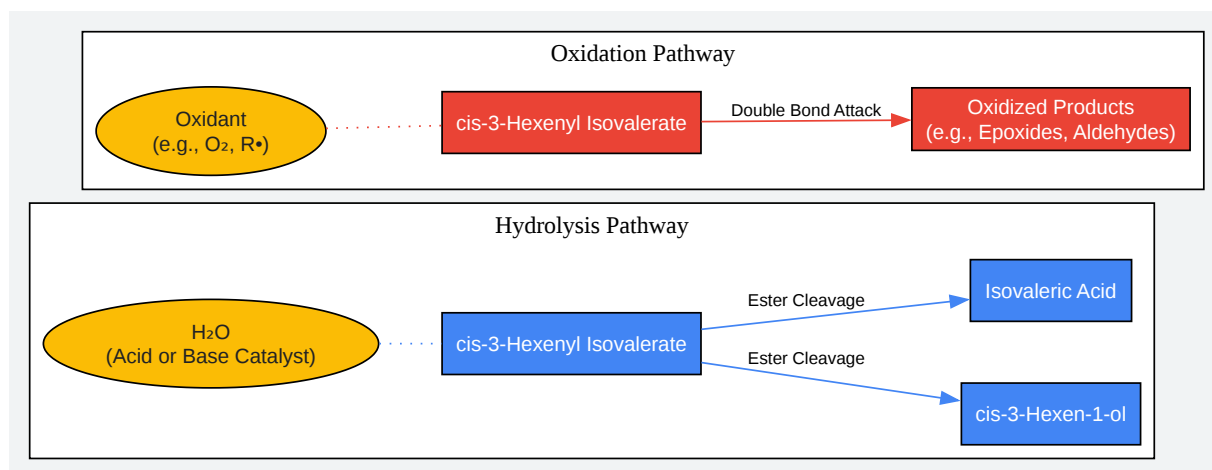 Oxidation Pathway
Oxidant
(e.g., O₂, R•)
cis-3-Hexenyl Isovalerate
Double Bond Attack
Oxidized Products
(e.g., Epoxides, Aldehydes)
Hydrolysis Pathway
H₂O
(Acid or Base Catalyst)
cis-3-Hexenyl Isovalerate
Ester Cleavage
Isovaleric Acid
Ester Cleavage
cis-3-Hexen-1-ol